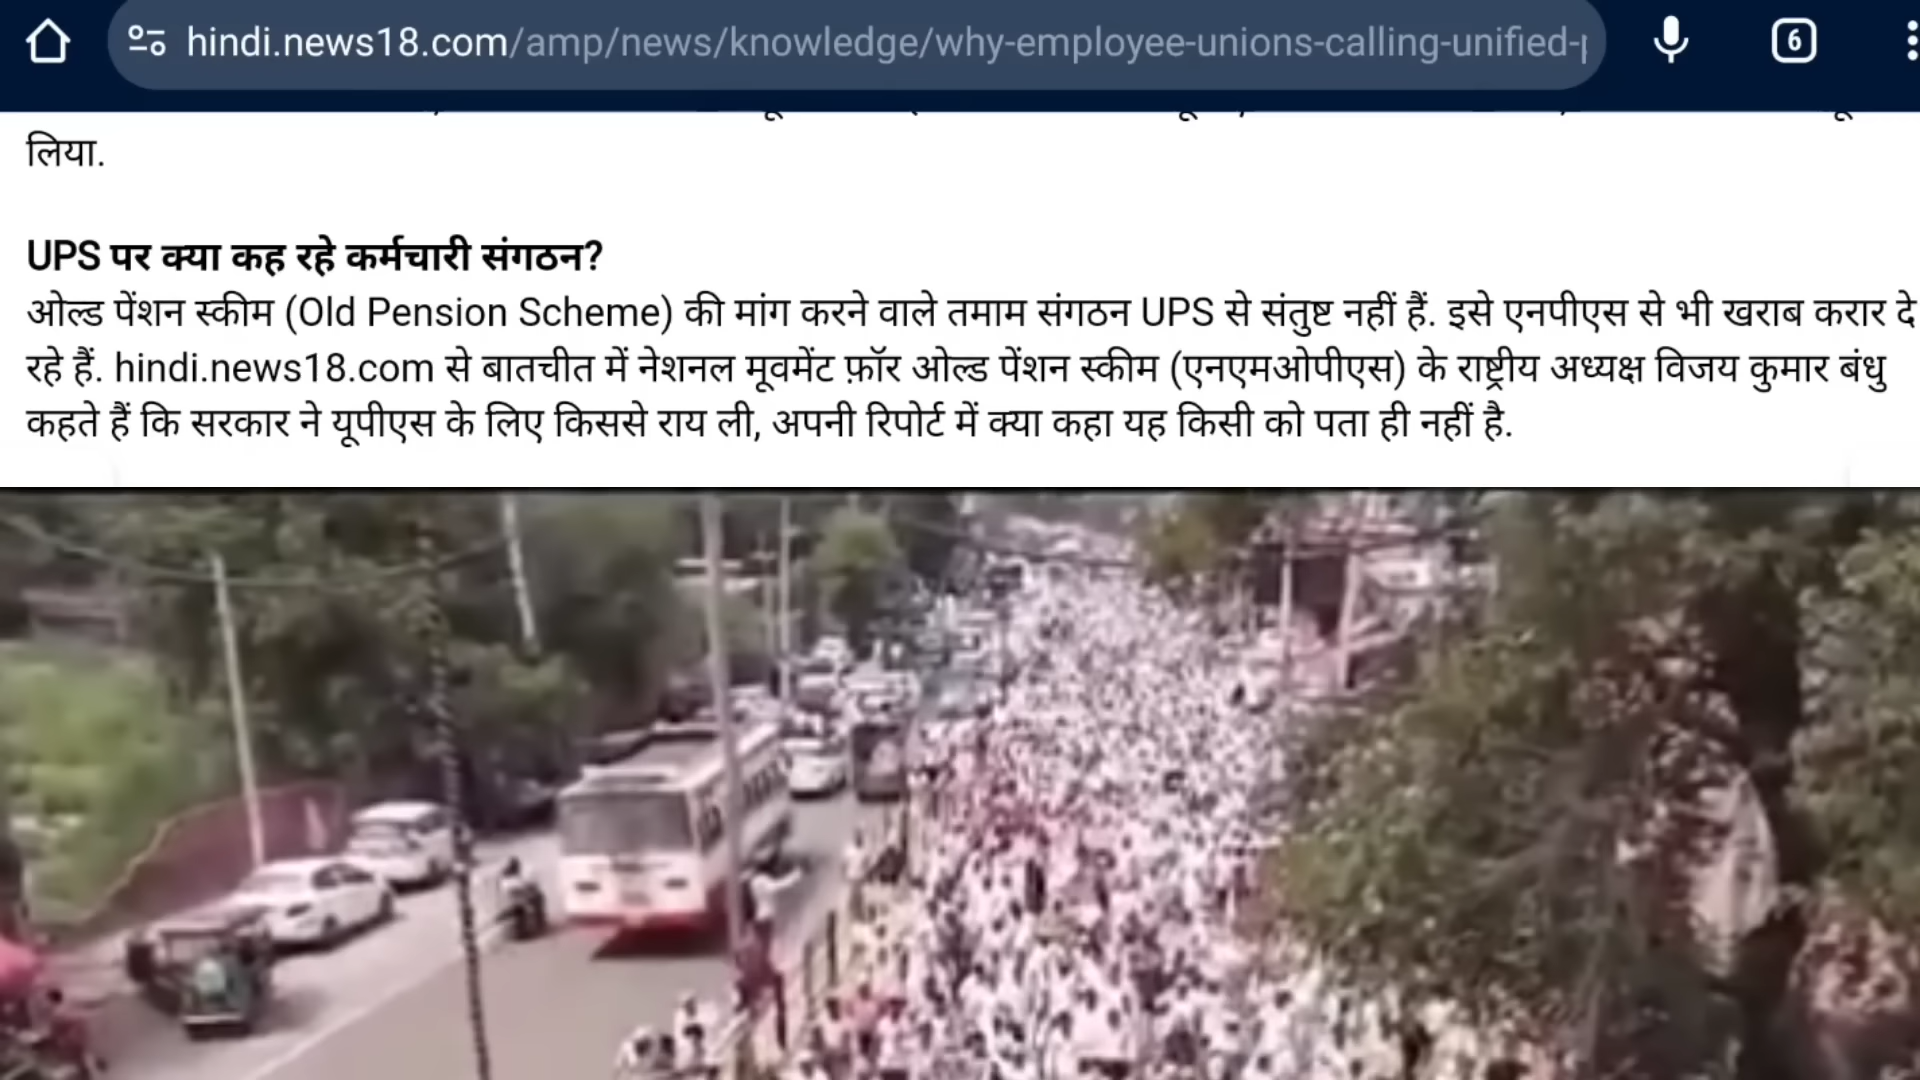 hindi.news18.com/amp/news/knowledge/why-employee-unions-calling-unified-
6
लिया.
UPS पर क्या कह रहे कर्मचारी संगठन?
ओल्ड पेंशन स्कीम (Old Pension Scheme) की मांग करने वाले तमाम संगठन UPS से संतुष्ट नहीं हैं. इसे एनपीएस से भी खराब करार दे
रहे हैं. hindi.news18.com से बातचीत में नेशनल मूवमेंट फ़ॉर ओल्ड पेंशन स्कीम (एनएमओपीएस) के राष्ट्रीय अध्यक्ष विजय कुमार बंधु
कहते हैं कि सरकार ने यूपीएस के लिए किससे राय ली, अपनी रिपोर्ट में क्या कहा यह किसी को पता ही नहीं है.